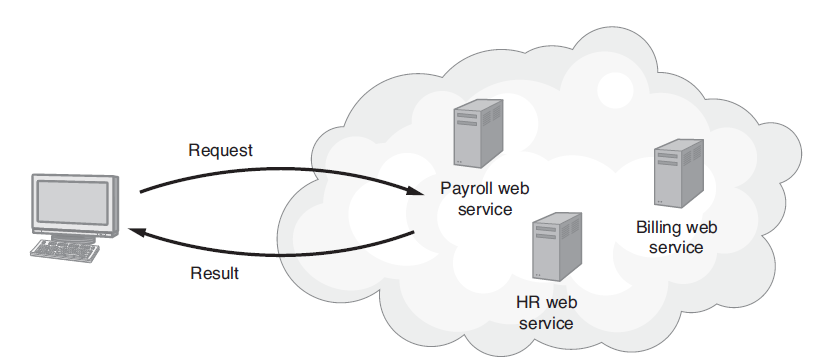 Request
Payroll web
service
Billing web
service
Result
HR web
service